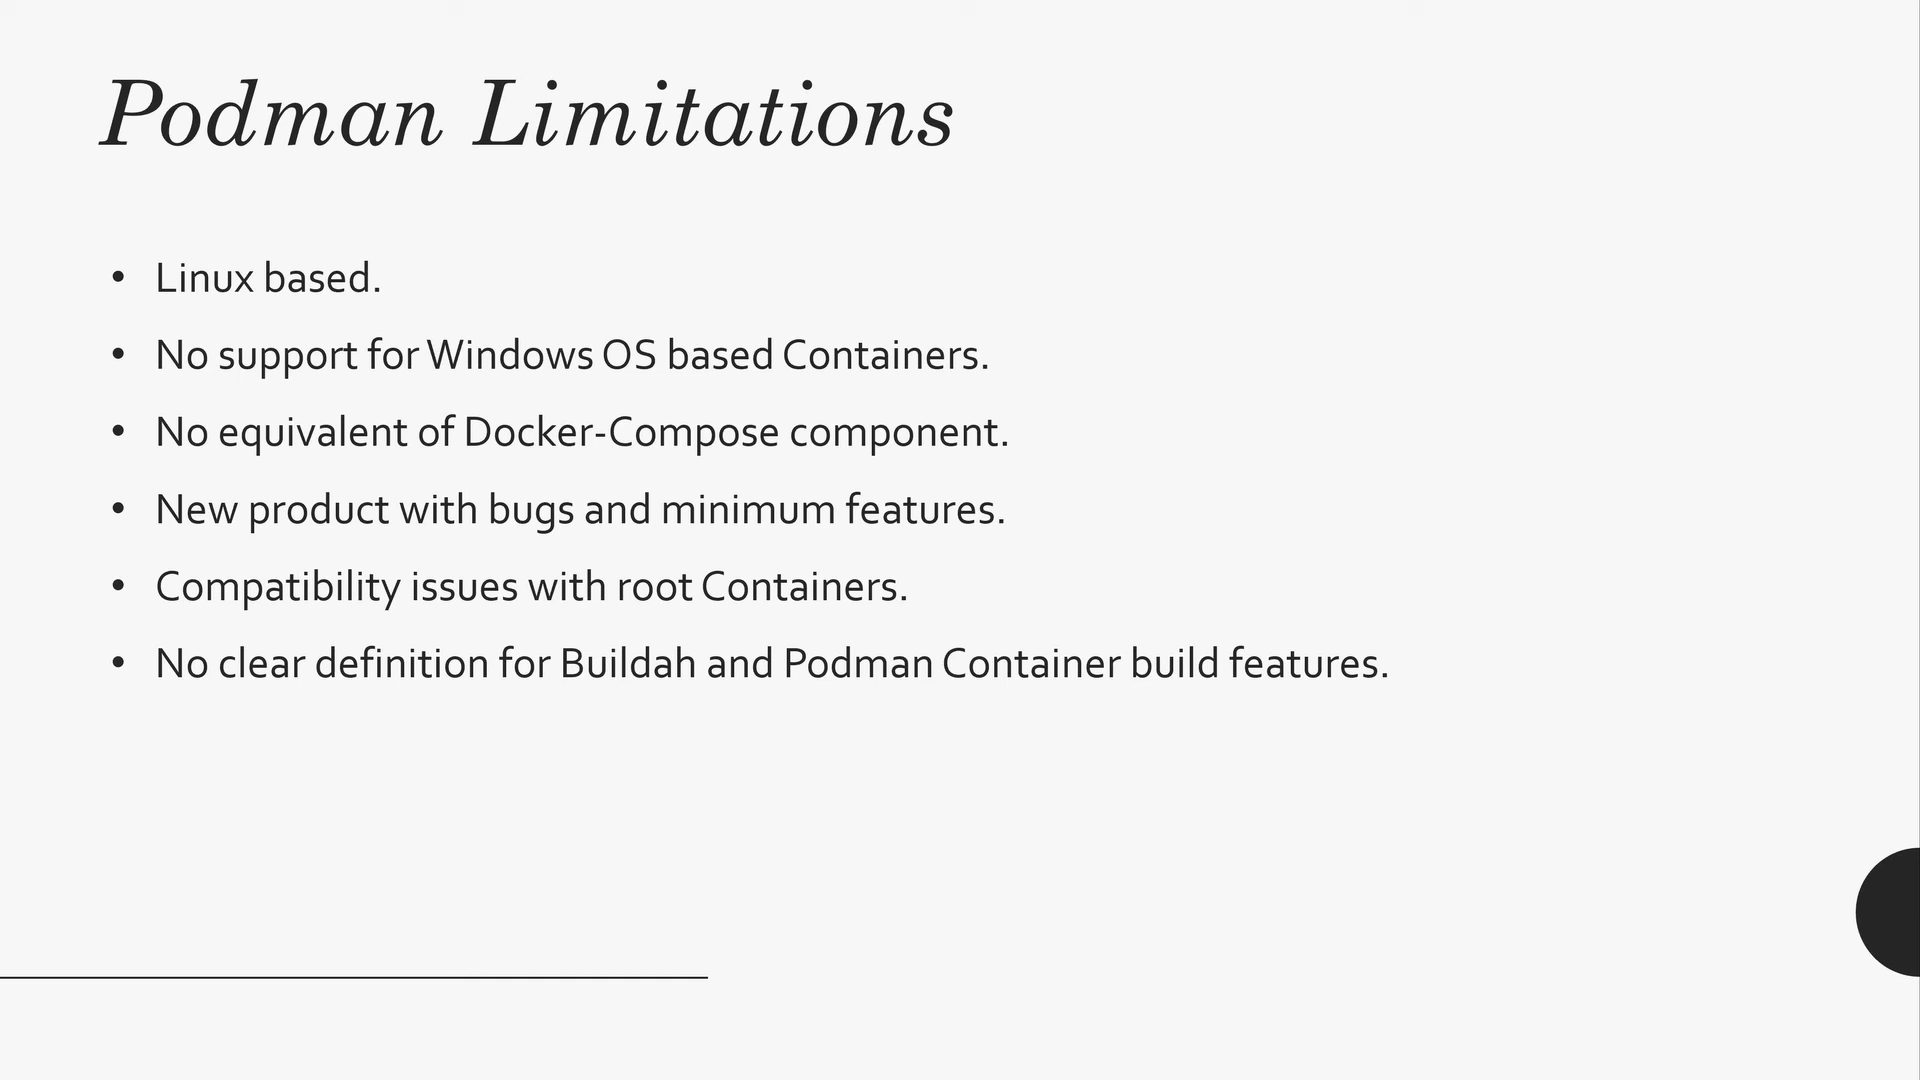 Podman Limitations
• Linux based.
• No support for Windows OS based Containers.
• No equivalent of Docker-Compose component.
• New product with bugs and minimum features.
• Compatibility issues with root Containers.
• No clear definition for Buildah and Podman Container build features.